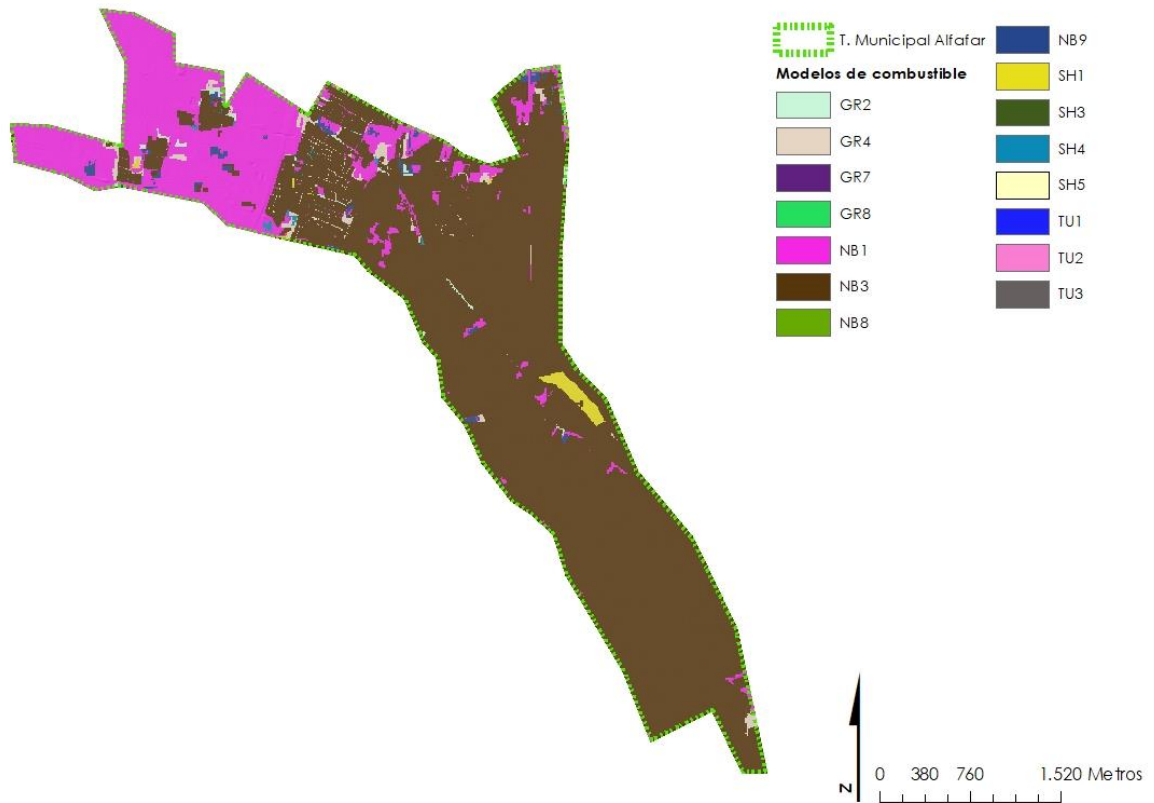 T. Municipal Alfafar
Modelos de combustible
GR2
GR4
GR7
GR8
NB1
NB3
NB8
NB9
SH1
SH3
SH4
SH5
TU1
TU2
TU3
N
0 380 760 1.520 Metros